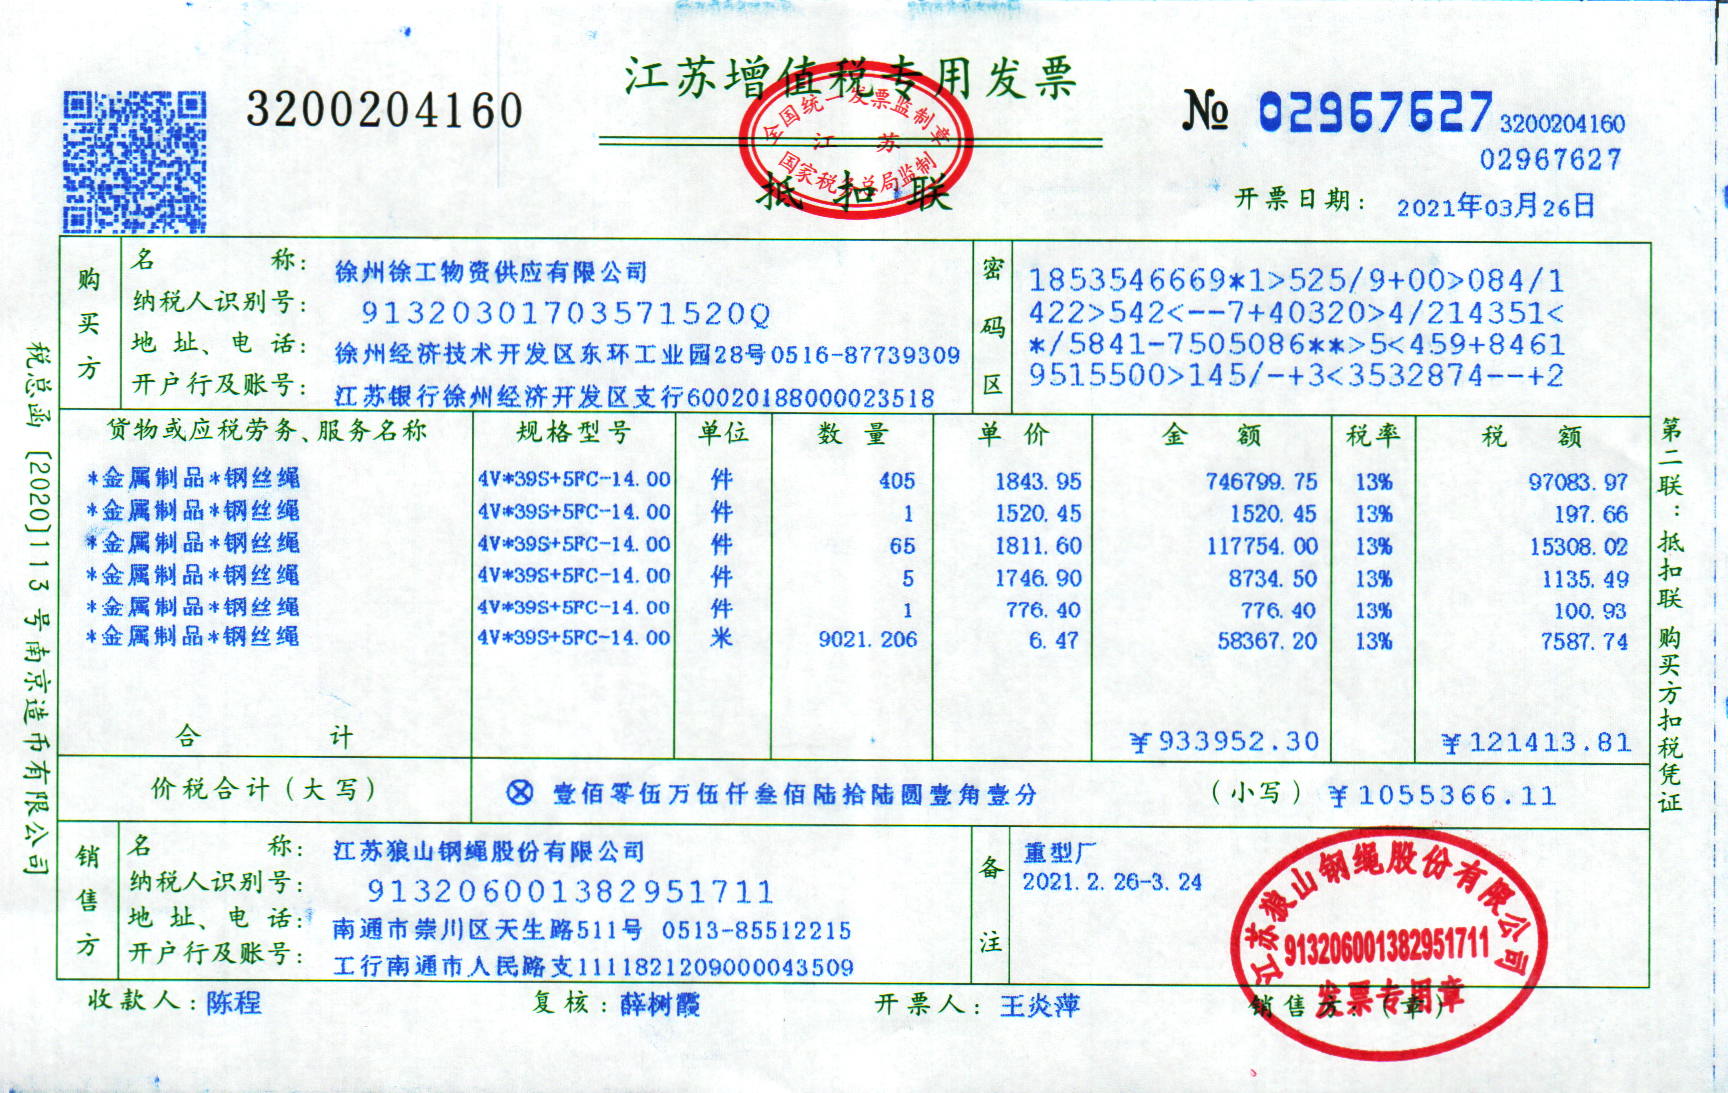 江苏增值税专用发票
3200204160
№ 02967627 3200204160
02967627
全国统一发票监制章
江 苏
国家税务总局监制
抵扣联
开票日期： 2021年03月26日
税总函 [2020]113 号南京造币有限公司
第二联：抵扣联 购买方扣税凭证
购买方
名称： 徐州徐工物资供应有限公司
纳税人识别号： 91320301703571520Q
地址、电话： 徐州经济技术开发区东环工业园28号0516-87739309
开户行及账号： 江苏银行徐州经济开发区支行60020188000023518
密码区
1853546669*1>525/9+00>084/1
422>542<--7+40320>4/214351<
*/5841-7505086**>5<459+8461
9515500>145/-+3<3532874--+2
货物或应税劳务、服务名称 规格型号 单位 数量 单价 金额 税率 税额
*金属制品*钢丝绳 4V*39S+5FC-14.00 件 405 1843.95 746799.75 13% 97083.97
*金属制品*钢丝绳 4V*39S+5FC-14.00 件 1 1520.45 1520.45 13% 197.66
*金属制品*钢丝绳 4V*39S+5FC-14.00 件 65 1811.60 117754.00 13% 15308.02
*金属制品*钢丝绳 4V*39S+5FC-14.00 件 5 1746.90 8734.50 13% 1135.49
*金属制品*钢丝绳 4V*39S+5FC-14.00 件 1 776.40 776.40 13% 100.93
*金属制品*钢丝绳 4V*39S+5FC-14.00 米 9021.206 6.47 58367.20 13% 7587.74
合计 ¥933952.30 ¥121413.81
价税合计（大写） ⊗ 壹佰零伍万伍仟叁佰陆拾陆圆壹角壹分 （小写） ¥1055366.11
销售方
名称： 江苏狼山钢绳股份有限公司
纳税人识别号： 913206001382951711
地址、电话： 南通市崇川区天生路511号 0513-85512215
开户行及账号： 工行南通市人民路支1111821209000043509
备注
重型厂
2021.2.26-3.24
江苏狼山钢绳股份有限公司
913206001382951711
发票专用章
收款人：陈程 复核：薛树霞 开票人：王炎萍 销售方：（章）